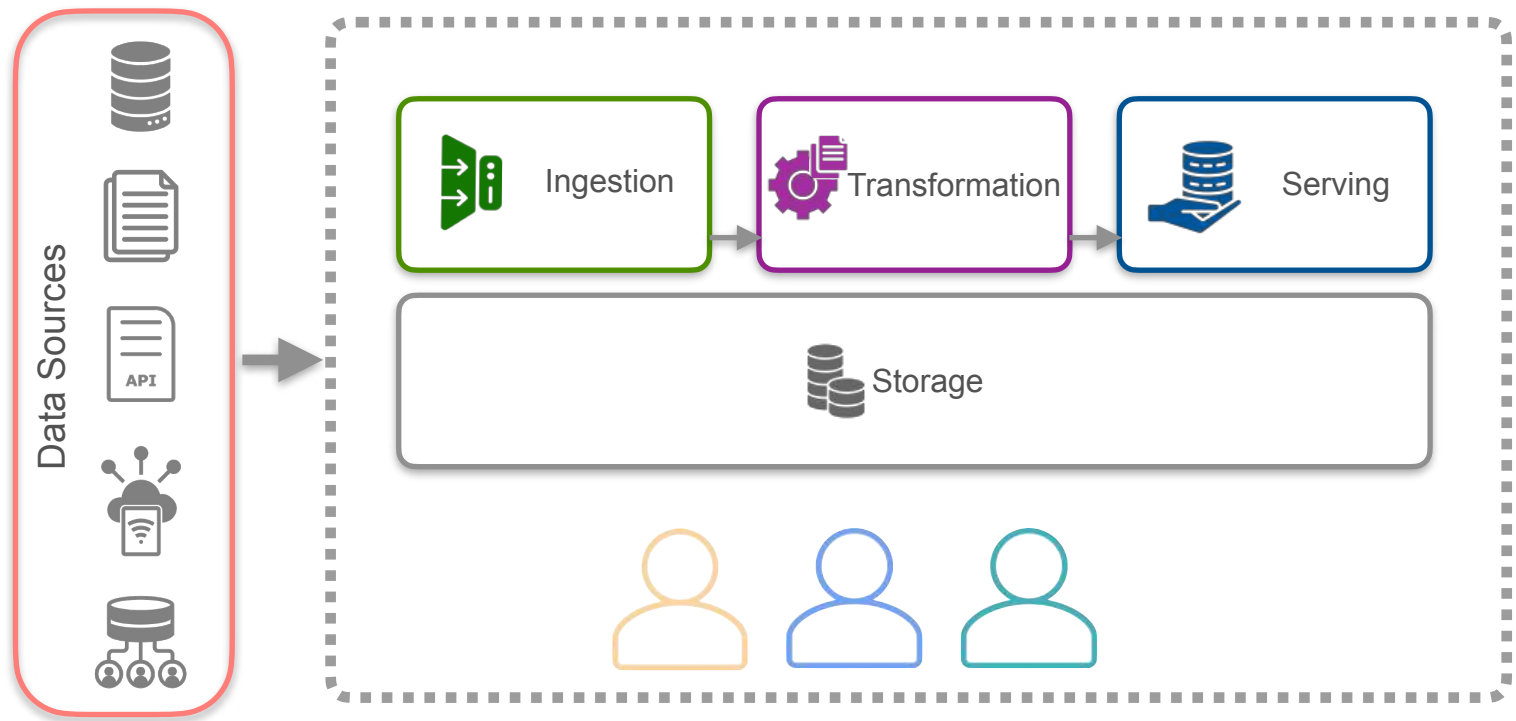 Data Sources
API
Ingestion
Transformation
Serving
Storage